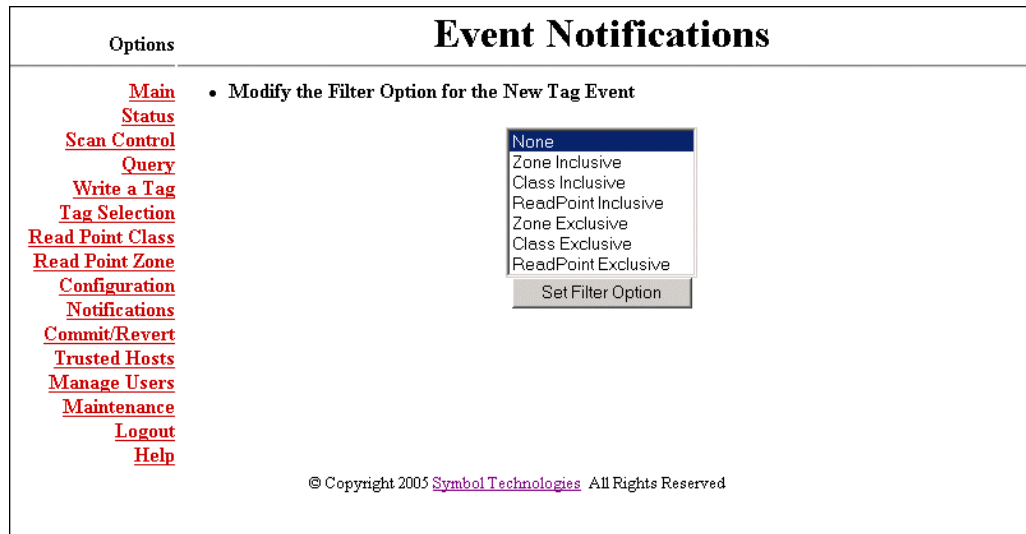 Options
Event Notifications
Main
Status
Scan Control
Query
Write a Tag
Tag Selection
Read Point Class
Read Point Zone
Configuration
Notifications
Commit/Revert
Trusted Hosts
Manage Users
Maintenance
Logout
Help
• Modify the Filter Option for the New Tag Event
None
Zone Inclusive
Class Inclusive
ReadPoint Inclusive
Zone Exclusive
Class Exclusive
ReadPoint Exclusive
Set Filter Option
© Copyright 2005 Symbol Technologies All Rights Reserved